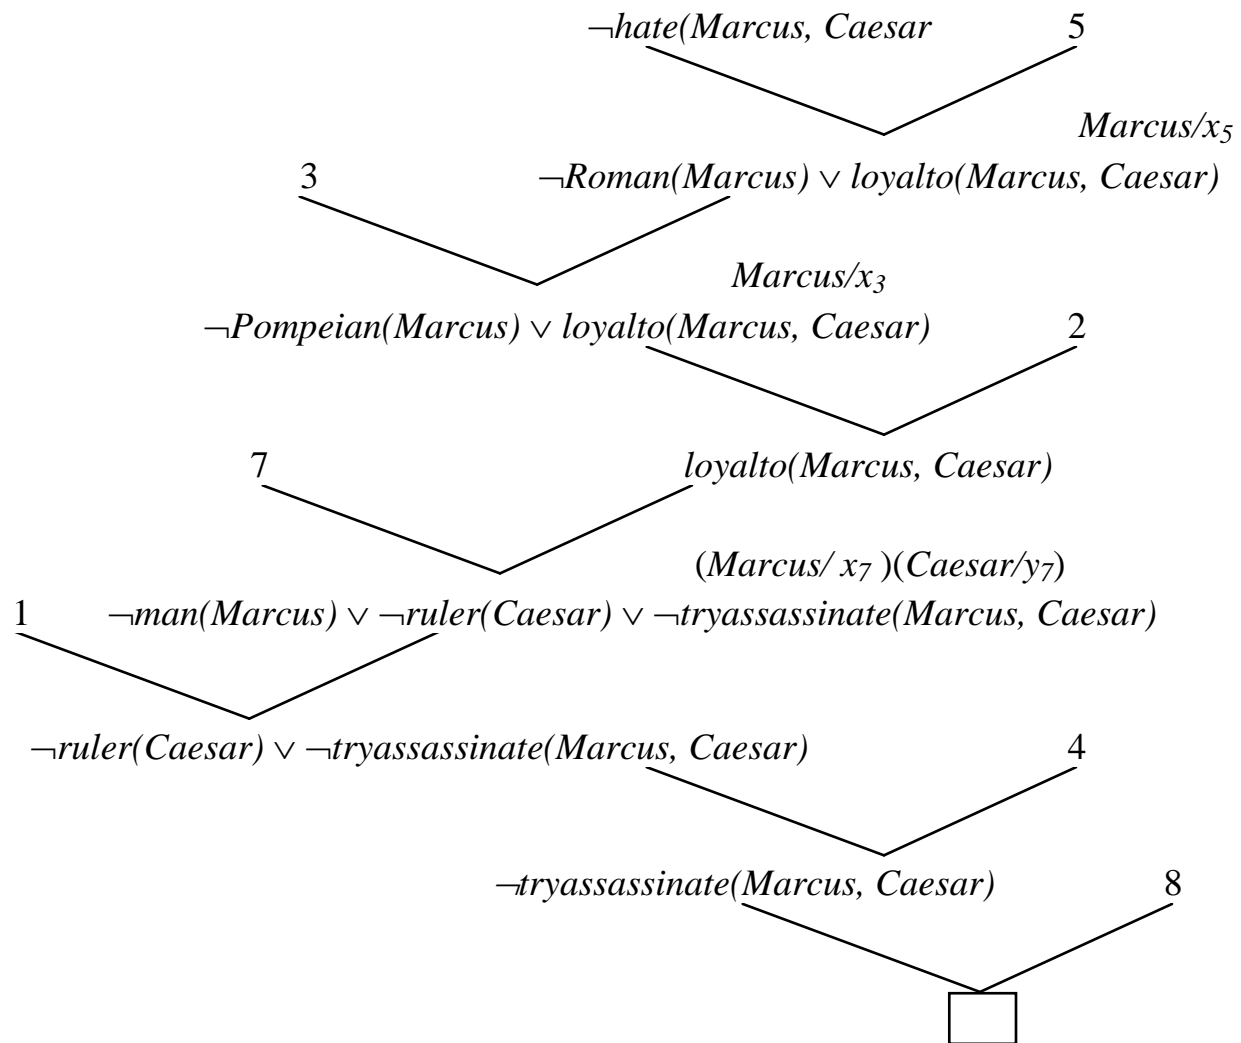 ¬hate(Marcus, Caesar 5
Marcus/x5
3 ¬Roman(Marcus) ∨ loyalto(Marcus, Caesar)
Marcus/x3
¬Pompeian(Marcus) ∨ loyalto(Marcus, Caesar) 2
7 loyalto(Marcus, Caesar)
(Marcus/ x7 )(Caesar/y7)
1 ¬man(Marcus) ∨ ¬ruler(Caesar) ∨ ¬tryassassinate(Marcus, Caesar)
¬ruler(Caesar) ∨ ¬tryassassinate(Marcus, Caesar) 4
¬tryassassinate(Marcus, Caesar) 8